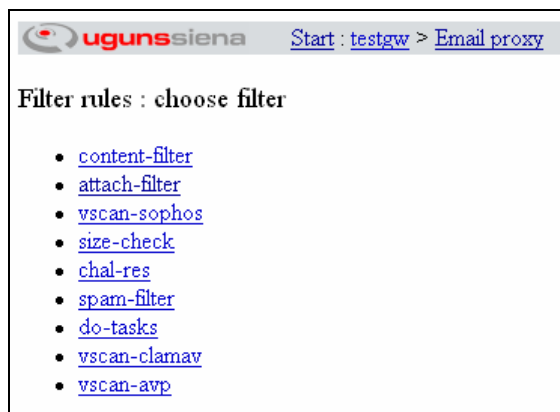 ugunssiena Start : testgw > Email proxy
Filter rules : choose filter
content-filter
attach-filter
vscan-sophos
size-check
chal-res
spam-filter
do-tasks
vscan-clamav
vscan-avp